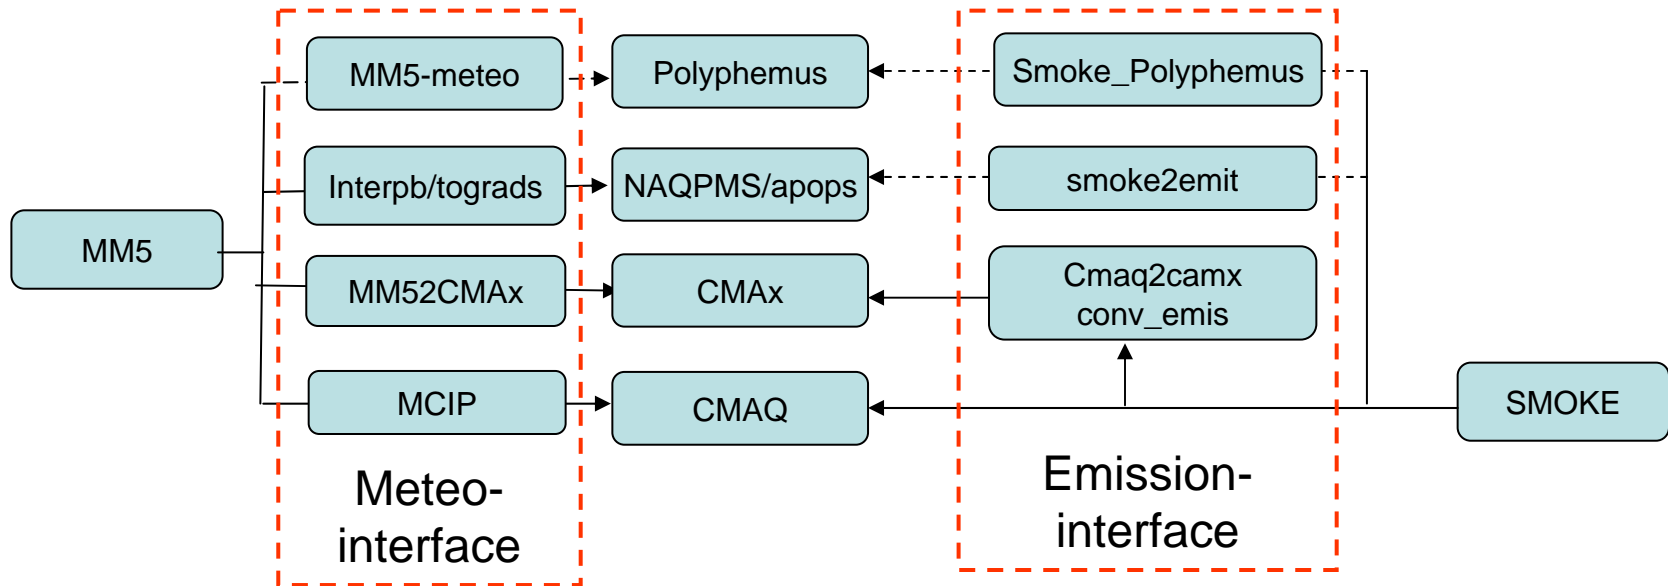 MM5-meteo
Polyphemus
Smoke_Polyphemus
Interpb/tograds
NAQPMS/apops
smoke2emit
MM5
MM52CMAx
CMAx
Cmaq2camx
conv_emis
MCIP
CMAQ
SMOKE
Meteo-
interface
Emission-
interface